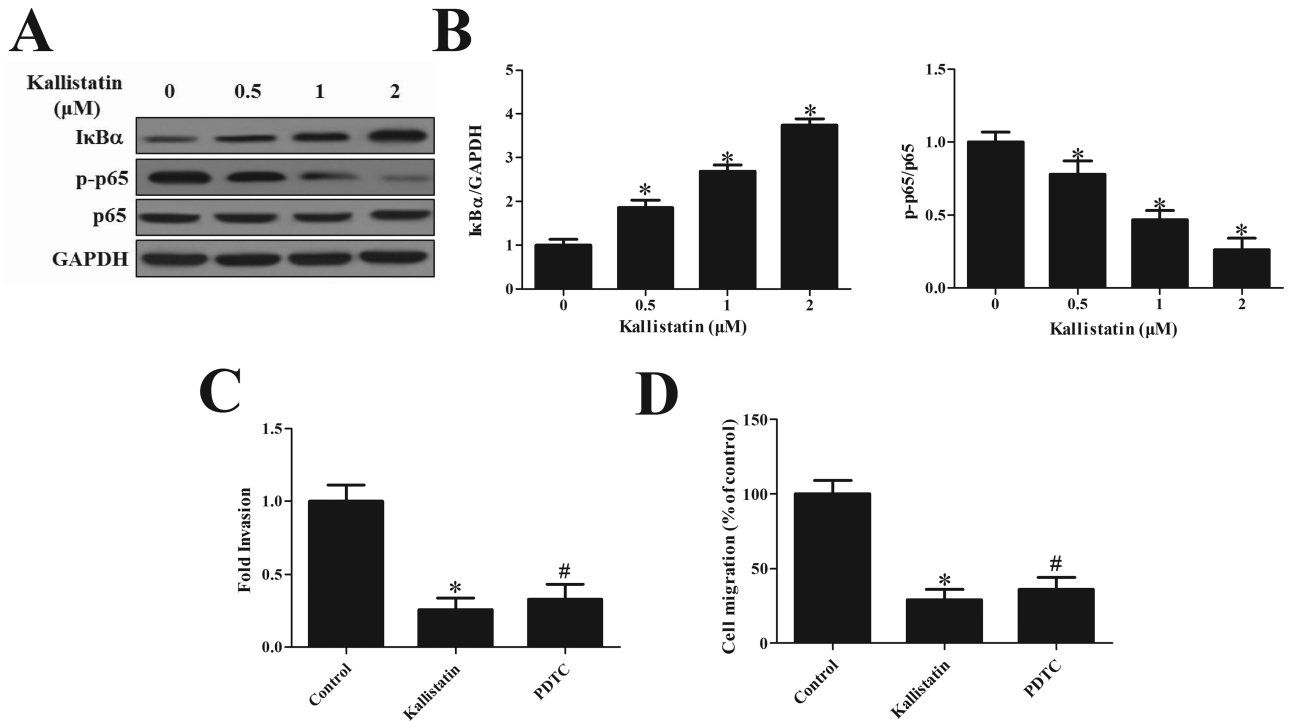 A
Kallistatin
(μM)
0 0.5 1 2
IκBα
p-p65
p65
GAPDH
B
IκBα/GAPDH
5
4
3
2
1
0
* * *
0 0.5 1 2
Kallistatin (μM)
p-p65/p65
1.5
1.0
0.5
0.0
* * *
0 0.5 1 2
Kallistatin (μM)
C
Fold Invasion
1.5
1.0
0.5
0.0
* #
Control Kallistatin PDTC
D
Cell migration (% of control)
150
100
50
0
* #
Control Kallistatin PDTC